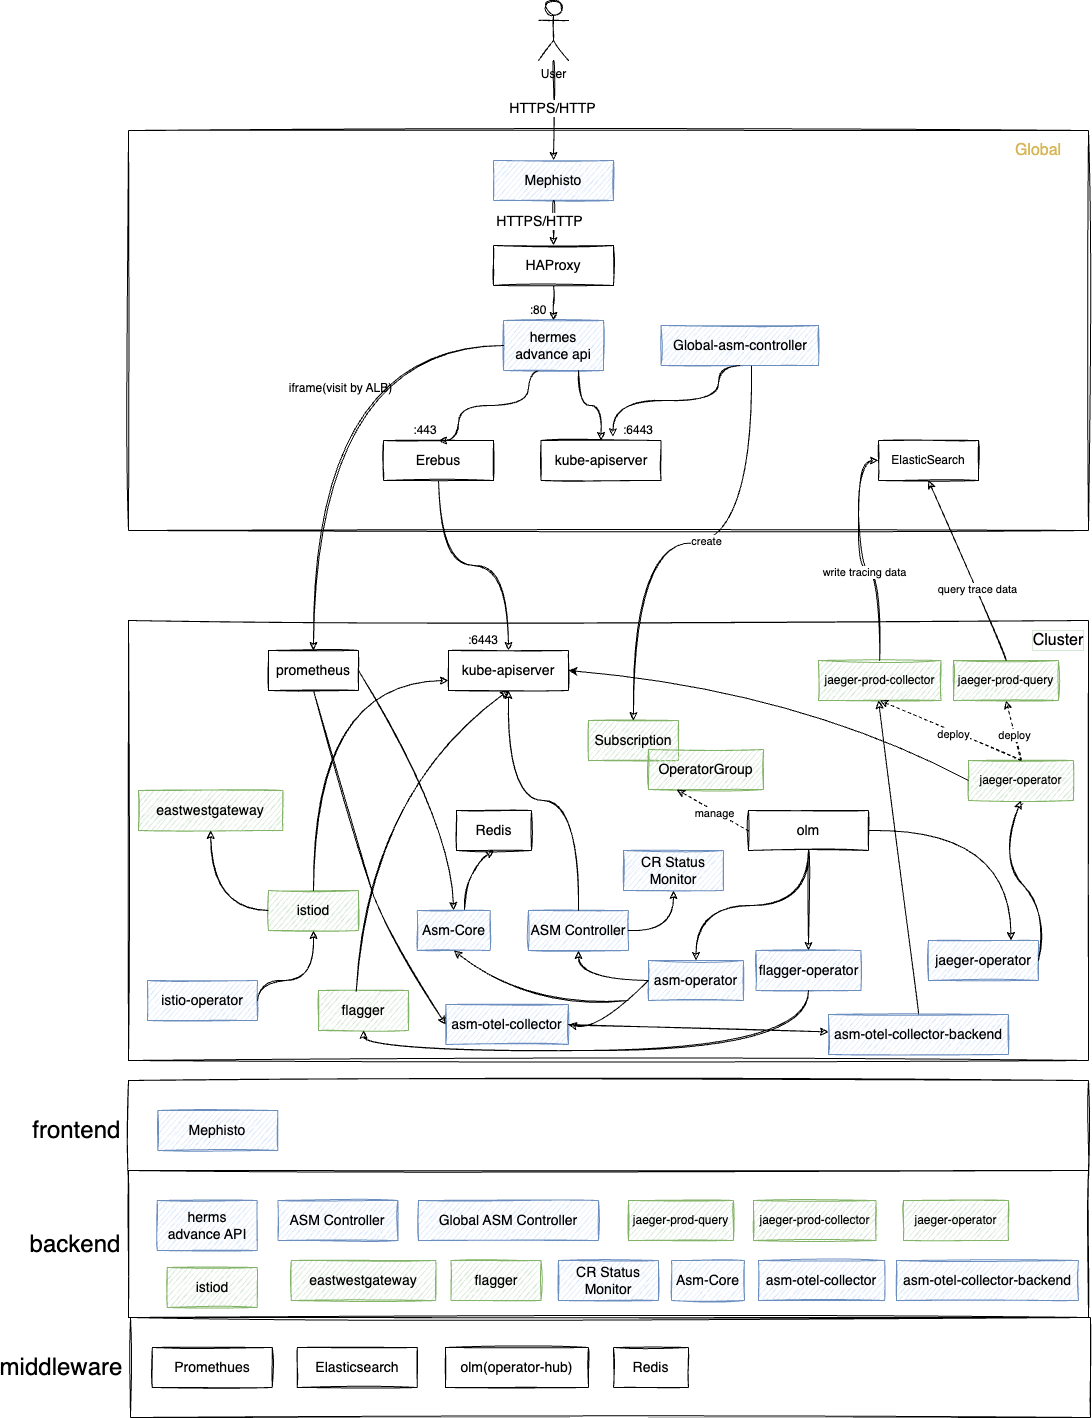 User
HTTPS/HTTP
Global
Mephisto
HTTPS/HTTP
HAProxy
:80
hermes
advance api
Global-asm-controller
iframe(visit by ALB)
:443
:6443
Erebus
kube-apiserver
ElasticSearch
create
write tracing data
query trace data
:6443
Cluster
prometheus
kube-apiserver
jaeger-prod-collector
jaeger-prod-query
Subscription
deploy
deploy
OperatorGroup
jaeger-operator
eastwestgateway
manage
Redis
olm
CR Status
Monitor
istiod
Asm-Core
ASM Controller
jaeger-operator
flagger-operator
asm-operator
istio-operator
flagger
asm-otel-collector
asm-otel-collector-backend
frontend
Mephisto
backend
herms
advance API
ASM Controller
Global ASM Controller
jaeger-prod-query
jaeger-prod-collector
jaeger-operator
istiod
eastwestgateway
flagger
CR Status
Monitor
Asm-Core
asm-otel-collector
asm-otel-collector-backend
middleware
Promethues
Elasticsearch
olm(operator-hub)
Redis